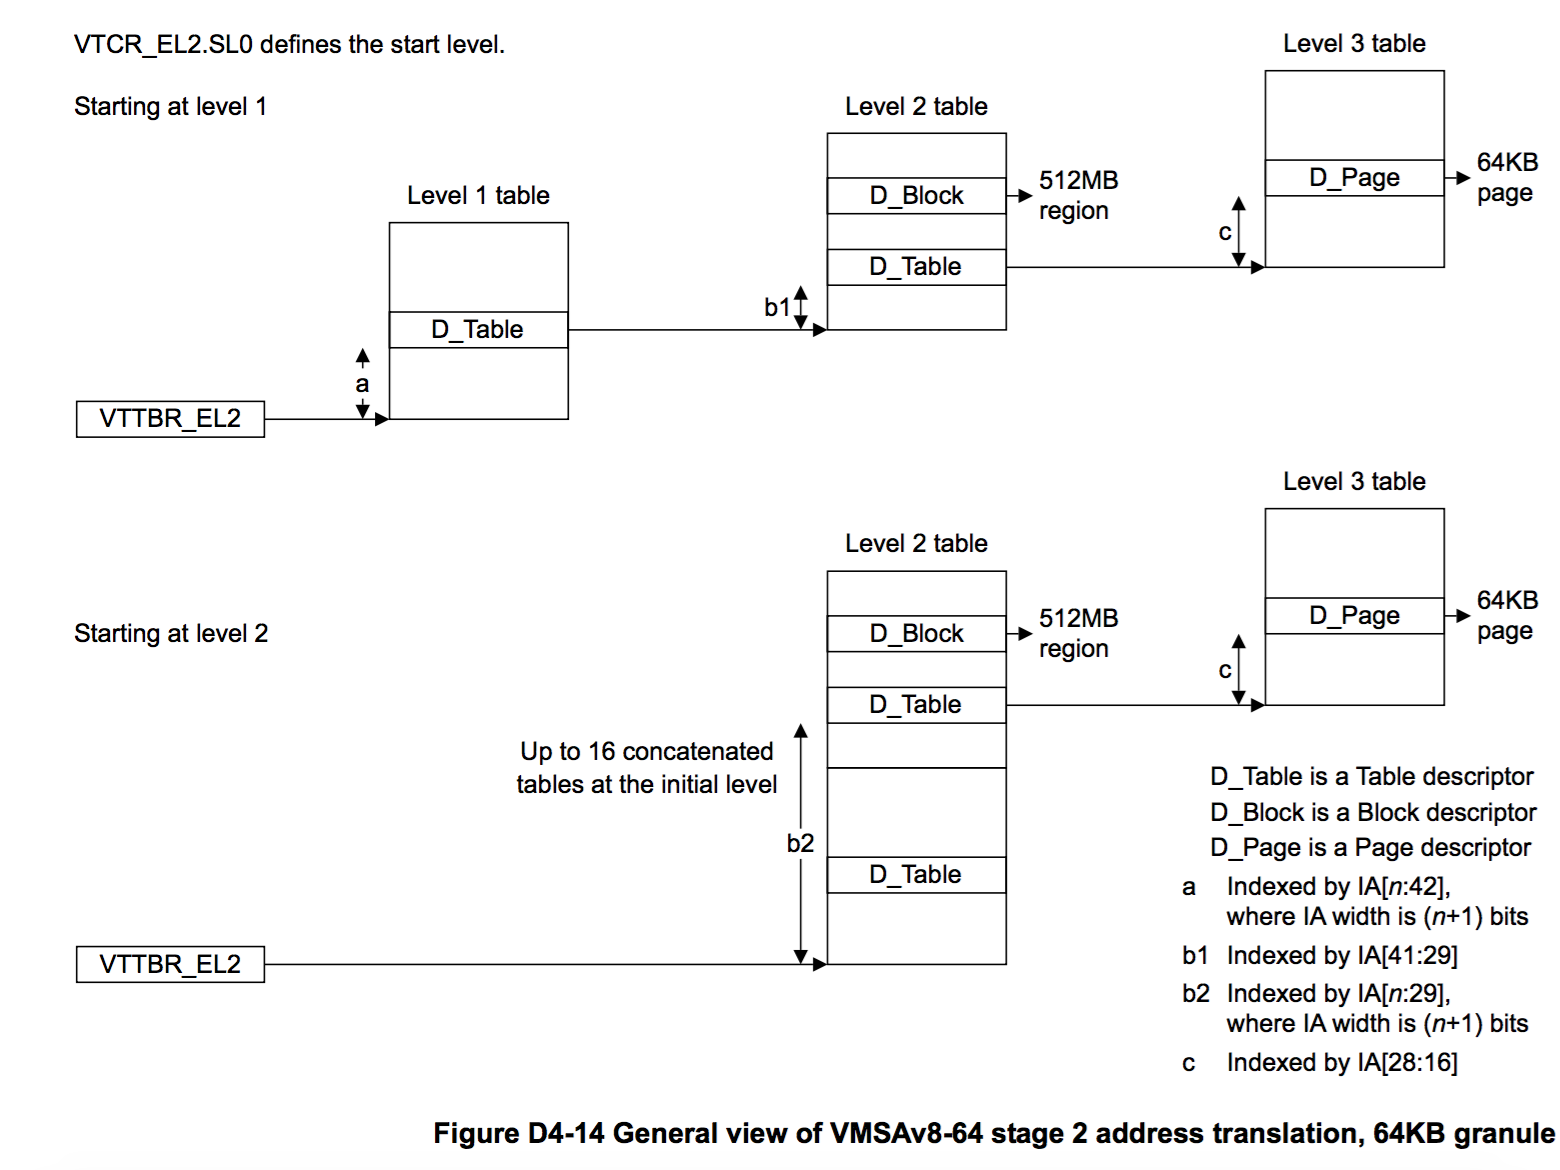 VTCR_EL2.SL0 defines the start level.
Starting at level 1
Level 1 table
D_Table
a
VTTBR_EL2
Level 2 table
D_Block
512MB
region
D_Table
b1
Level 3 table
D_Page
64KB
page
c
Starting at level 2
Level 2 table
D_Block
512MB
region
D_Table
Up to 16 concatenated
tables at the initial level
b2
D_Table
VTTBR_EL2
Level 3 table
D_Page
64KB
page
c
D_Table is a Table descriptor
D_Block is a Block descriptor
D_Page is a Page descriptor
a Indexed by IA[n:42],
where IA width is (n+1) bits
b1 Indexed by IA[41:29]
b2 Indexed by IA[n:29],
where IA width is (n+1) bits
c Indexed by IA[28:16]
Figure D4-14 General view of VMSAv8-64 stage 2 address translation, 64KB granule